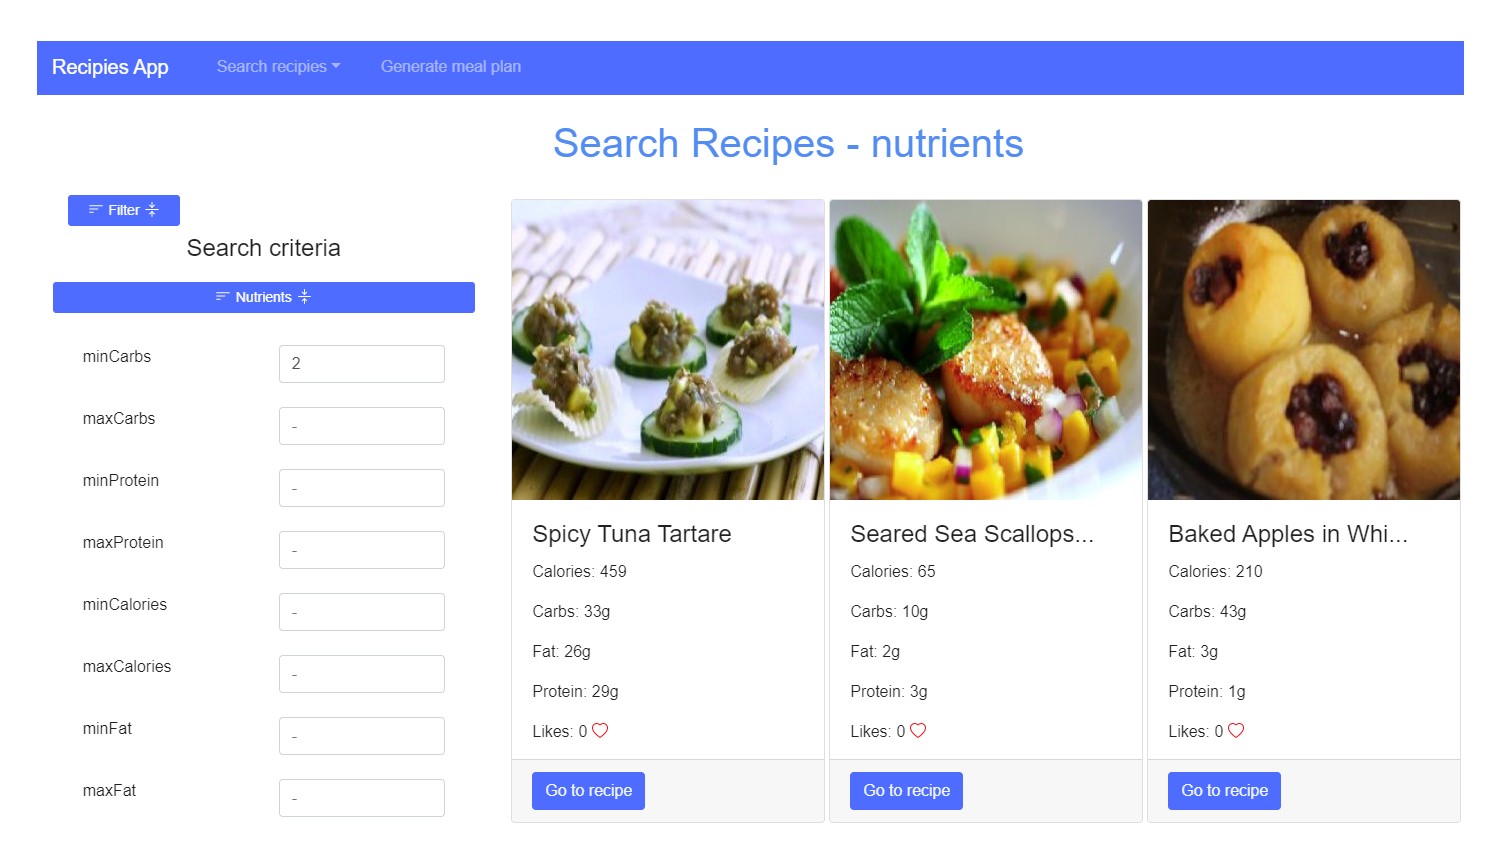 Recipies App
Search recipies
Generate meal plan
Search Recipes - nutrients
Filter
Search criteria
Nutrients
minCarbs
2
maxCarbs
-
minProtein
-
maxProtein
-
minCalories
-
maxCalories
-
minFat
-
maxFat
-
Spicy Tuna Tartare
Calories: 459
Carbs: 33g
Fat: 26g
Protein: 29g
Likes: 0
Go to recipe
Seared Sea Scallops...
Calories: 65
Carbs: 10g
Fat: 2g
Protein: 3g
Likes: 0
Go to recipe
Baked Apples in Whi...
Calories: 210
Carbs: 43g
Fat: 3g
Protein: 1g
Likes: 0
Go to recipe